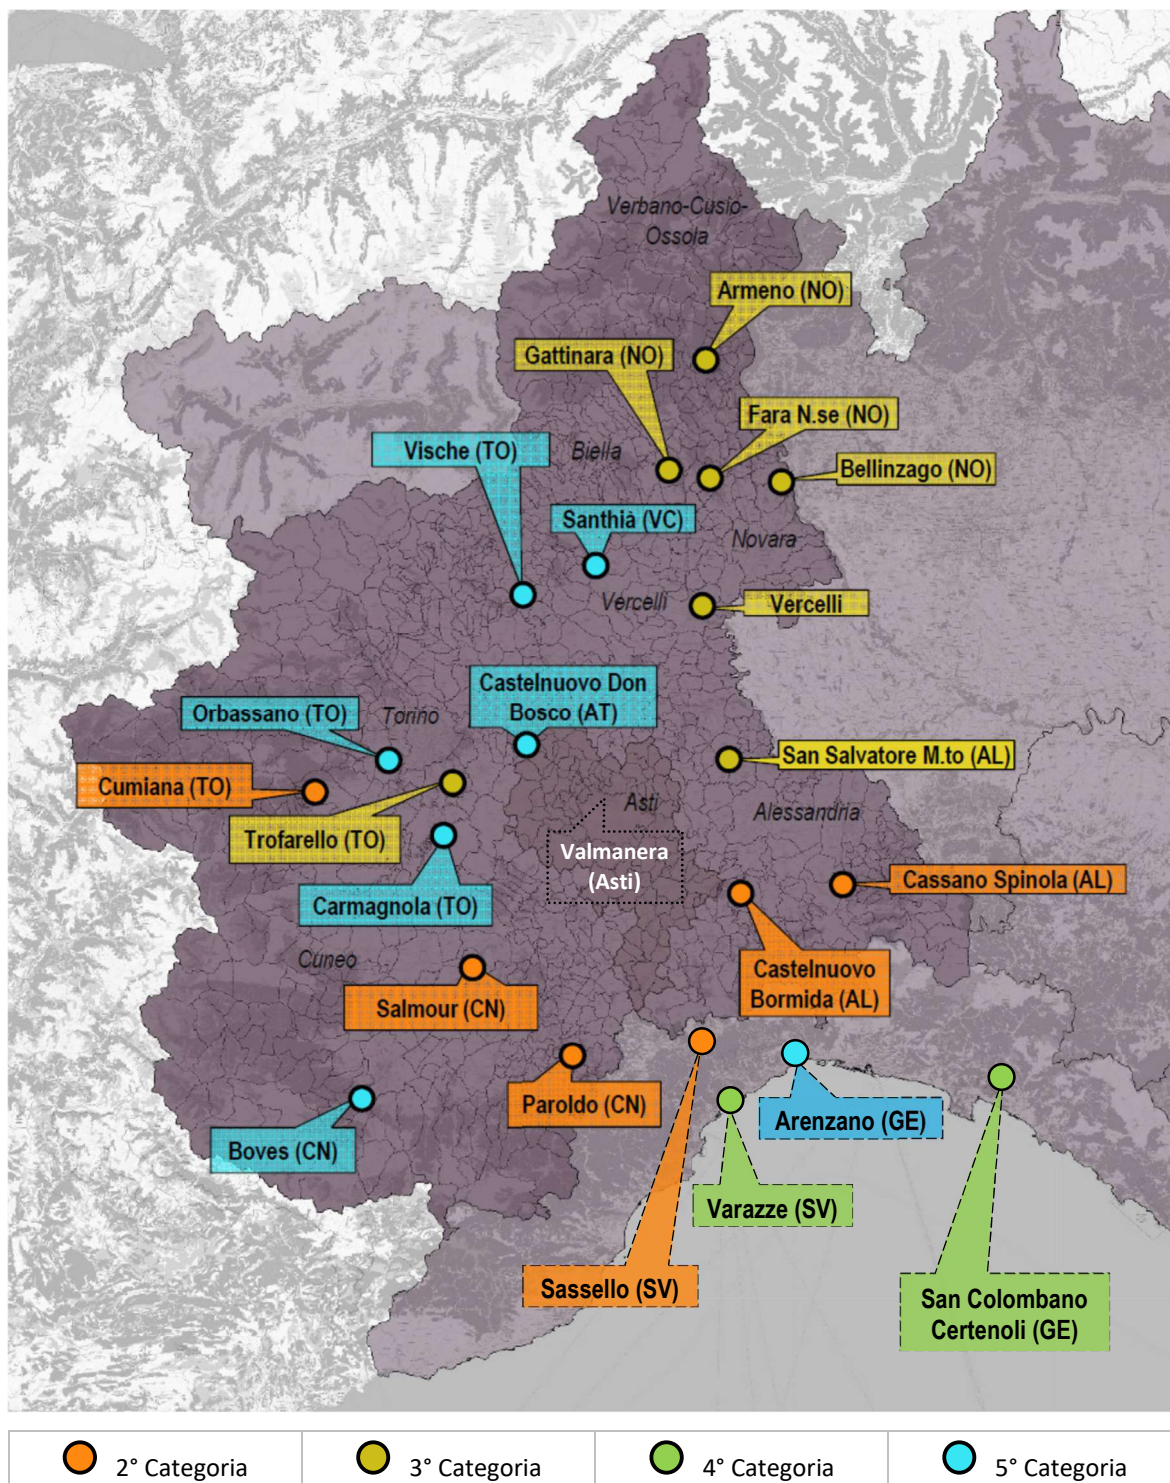 Verbano-Cusio-
Ossola
Armeno (NO)
Gattinara (NO)
Fara N.se (NO)
Biella
Vische (TO)
Bellinzago (NO)
Santhià (VC)
Novara
Vercelli
Vercelli
Castelnuovo Don
Bosco (AT)
Orbassano (TO)
Torino
San Salvatore M.to (AL)
Cumiana (TO)
Asti
Alessandria
Trofarello (TO)
Valmanera
(Asti)
Cassano Spinola (AL)
Carmagnola (TO)
Cuneo
Castelnuovo
Bormida (AL)
Salmour (CN)
Paroldo (CN)
Arenzano (GE)
Boves (CN)
Varazze (SV)
Sassello (SV)
San Colombano
Certenoli (GE)
2° Categoria
3° Categoria
4° Categoria
5° Categoria